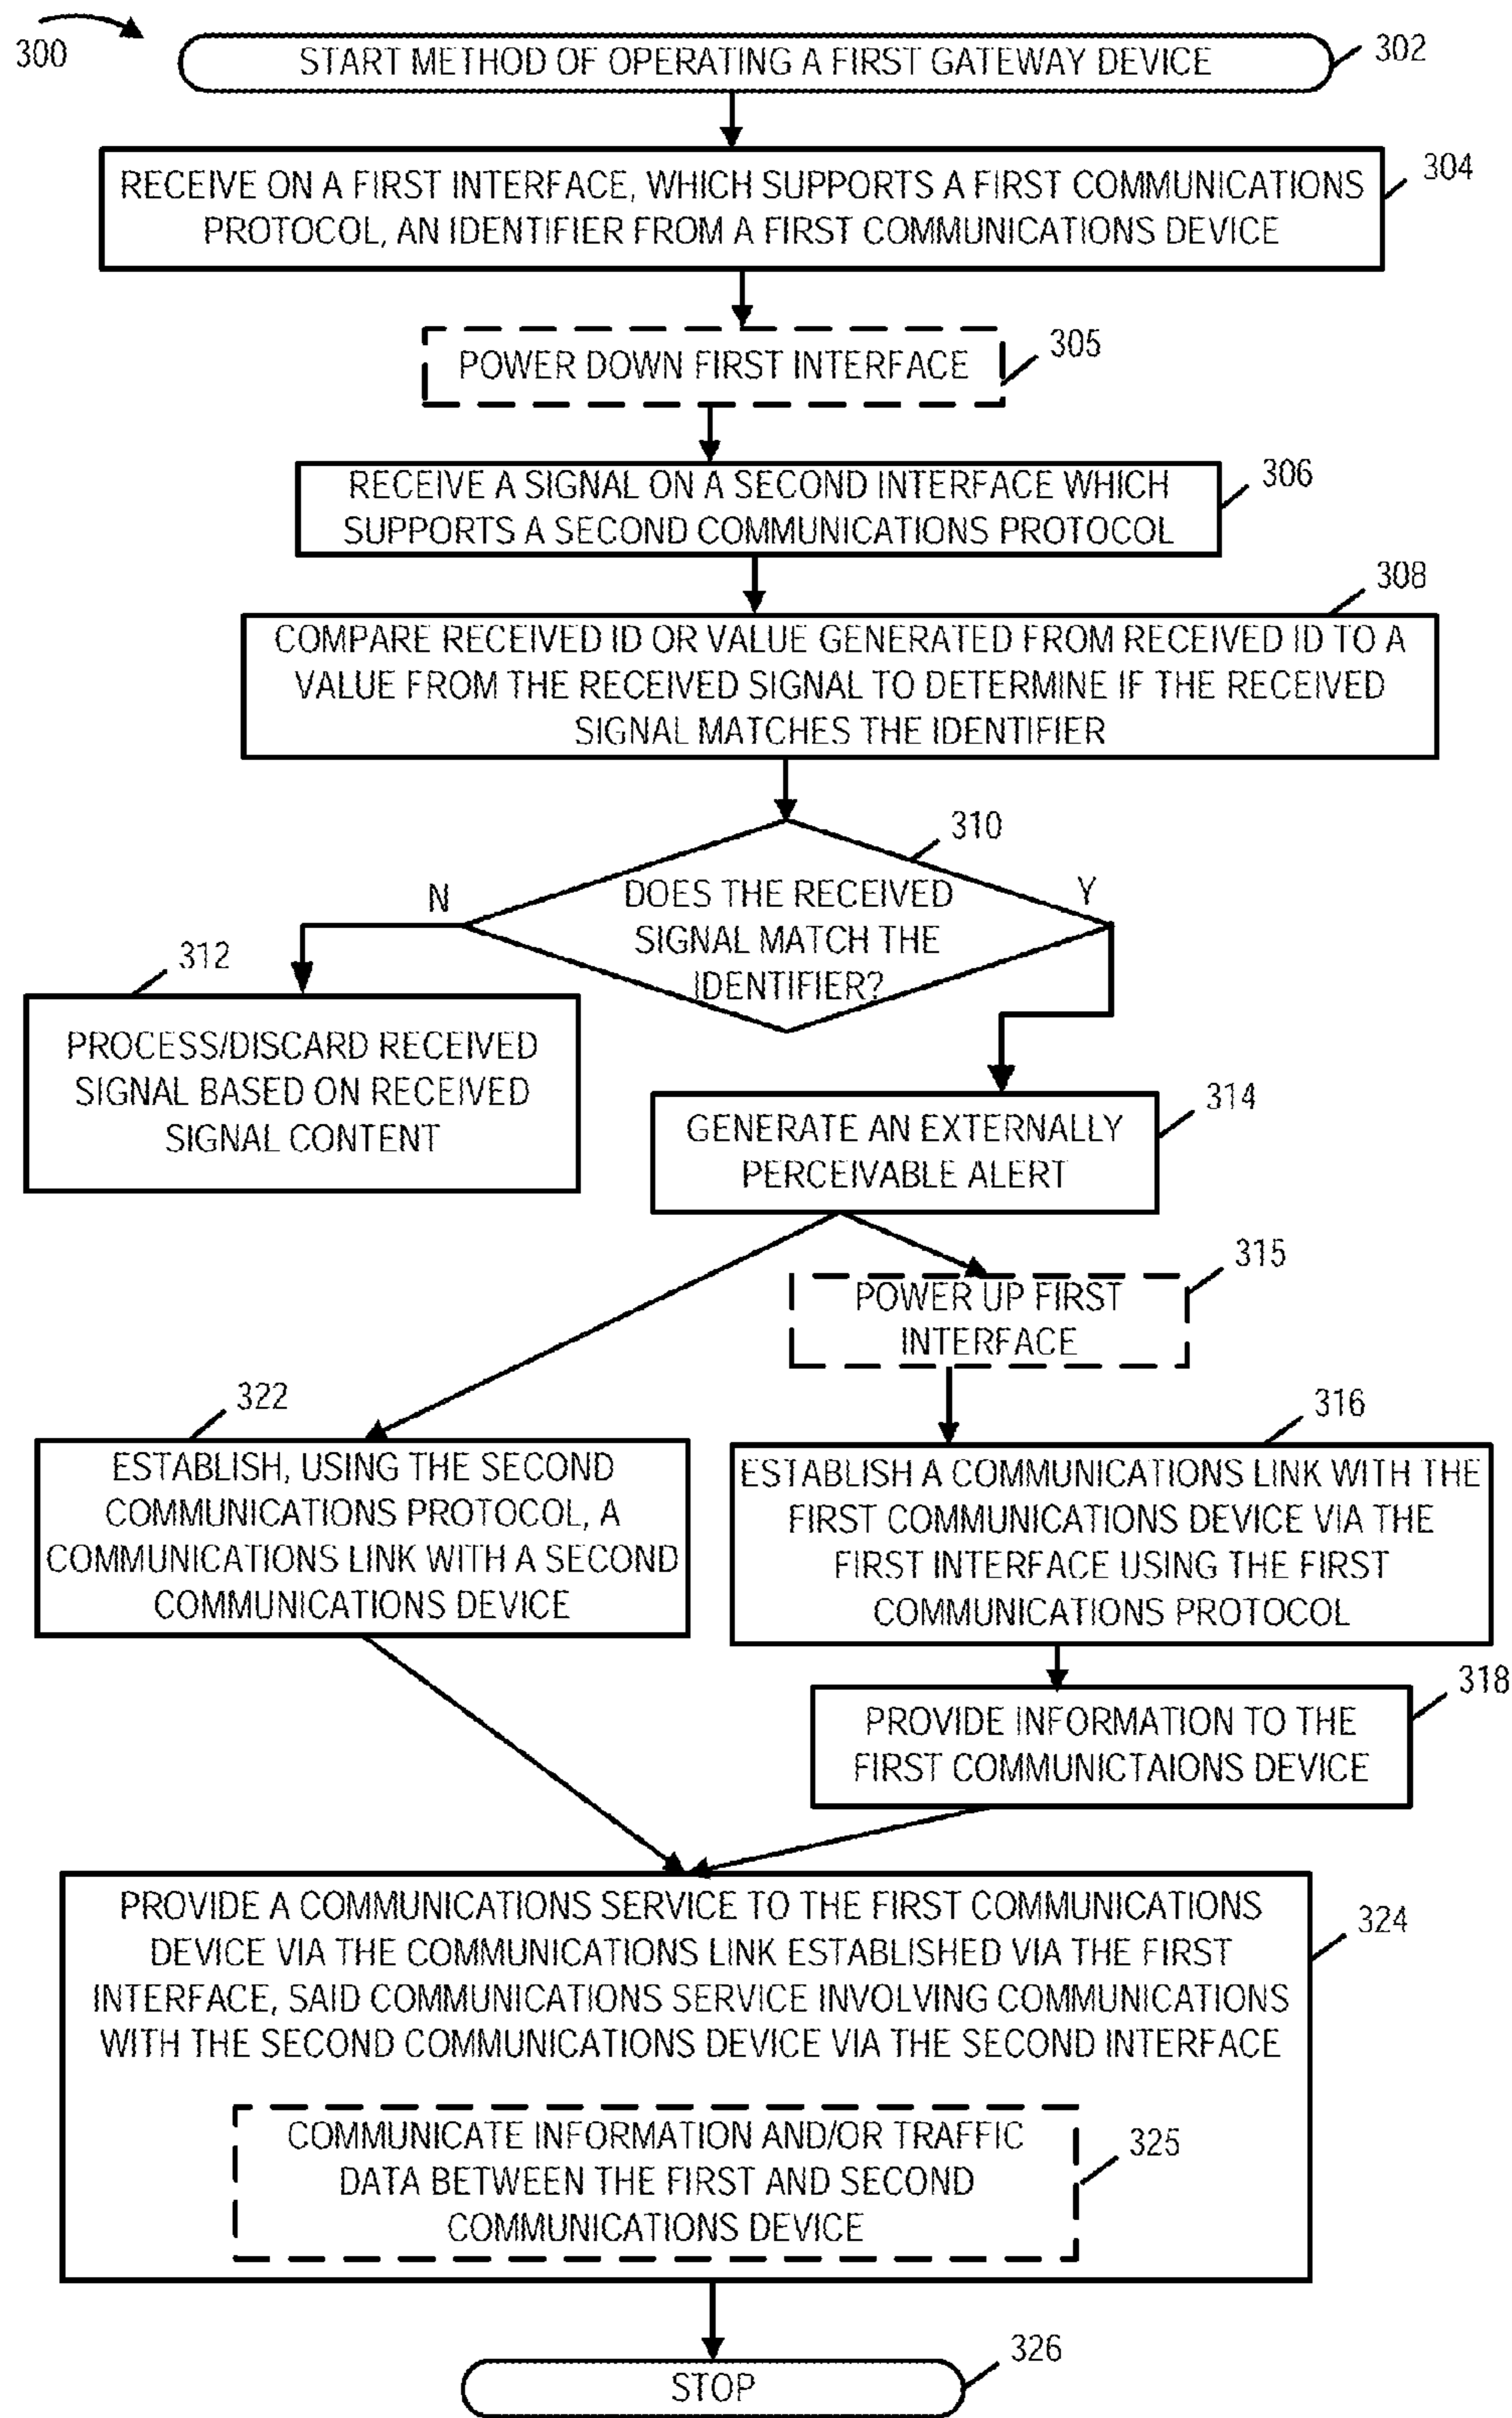 300
START METHOD OF OPERATING A FIRST GATEWAY DEVICE
302
RECEIVE ON A FIRST INTERFACE, WHICH SUPPORTS A FIRST COMMUNICATIONS
PROTOCOL, AN IDENTIFIER FROM A FIRST COMMUNICATIONS DEVICE
304
POWER DOWN FIRST INTERFACE
305
RECEIVE A SIGNAL ON A SECOND INTERFACE WHICH
SUPPORTS A SECOND COMMUNICATIONS PROTOCOL
306
308
COMPARE RECEIVED ID OR VALUE GENERATED FROM RECEIVED ID TO A
VALUE FROM THE RECEIVED SIGNAL TO DETERMINE IF THE RECEIVED
SIGNAL MATCHES THE IDENTIFIER
310
N
Y
DOES THE RECEIVED
SIGNAL MATCH THE
IDENTIFIER?
312
PROCESS/DISCARD RECEIVED
SIGNAL BASED ON RECEIVED
SIGNAL CONTENT
314
GENERATE AN EXTERNALLY
PERCEIVABLE ALERT
315
POWER UP FIRST
INTERFACE
322
ESTABLISH, USING THE SECOND
COMMUNICATIONS PROTOCOL, A
COMMUNICATIONS LINK WITH A SECOND
COMMUNICATIONS DEVICE
316
ESTABLISH A COMMUNICATIONS LINK WITH THE
FIRST COMMUNICATIONS DEVICE VIA THE
FIRST INTERFACE USING THE FIRST
COMMUNICATIONS PROTOCOL
318
PROVIDE INFORMATION TO THE
FIRST COMMUNICTAIONS DEVICE
PROVIDE A COMMUNICATIONS SERVICE TO THE FIRST COMMUNICATIONS
DEVICE VIA THE COMMUNICATIONS LINK ESTABLISHED VIA THE FIRST
INTERFACE, SAID COMMUNICATIONS SERVICE INVOLVING COMMUNICATIONS
WITH THE SECOND COMMUNICATIONS DEVICE VIA THE SECOND INTERFACE
324
COMMUNICATE INFORMATION AND/OR TRAFFIC
DATA BETWEEN THE FIRST AND SECOND
COMMUNICATIONS DEVICE
325
STOP
326